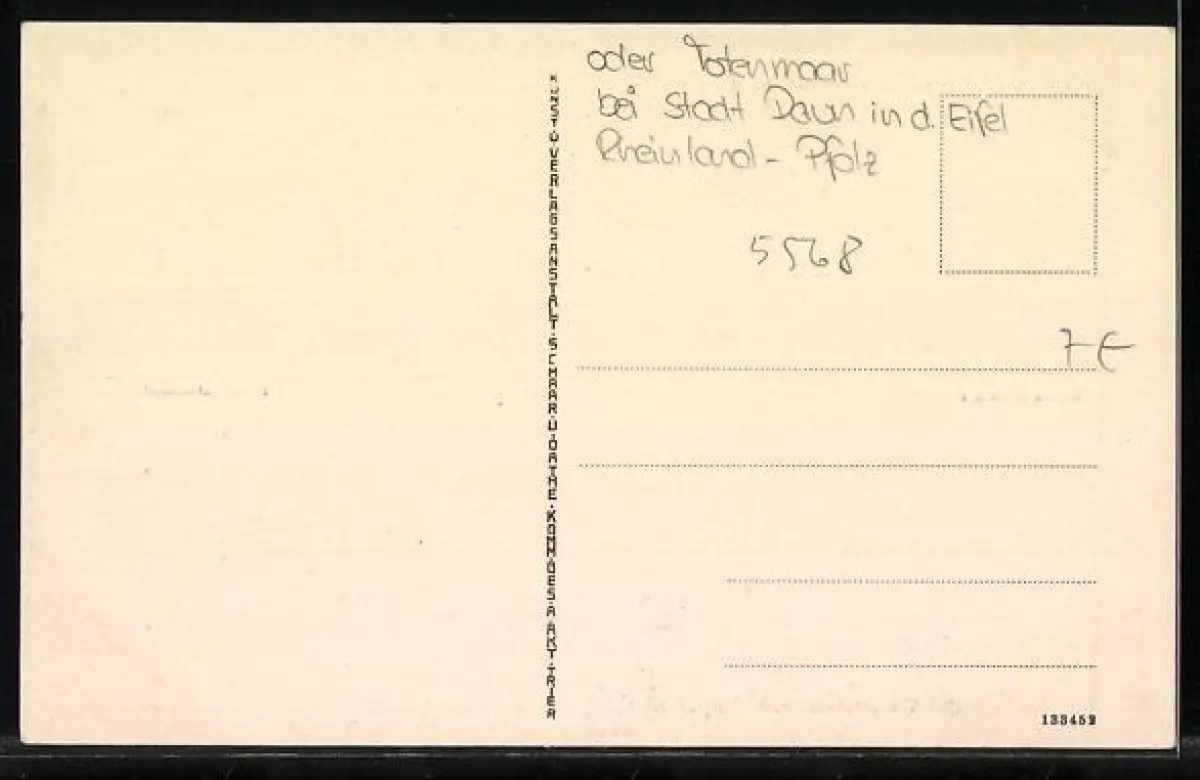 oder Totenmaar
bei Stadt Daun in d. Eifel
Rheinland - Pfalz
5568
7 €
KUNST-U-VERLAGSANSTALT-SCHAAR-U-DATHE-KOMM-GES-A-AKT-TRIER
133452